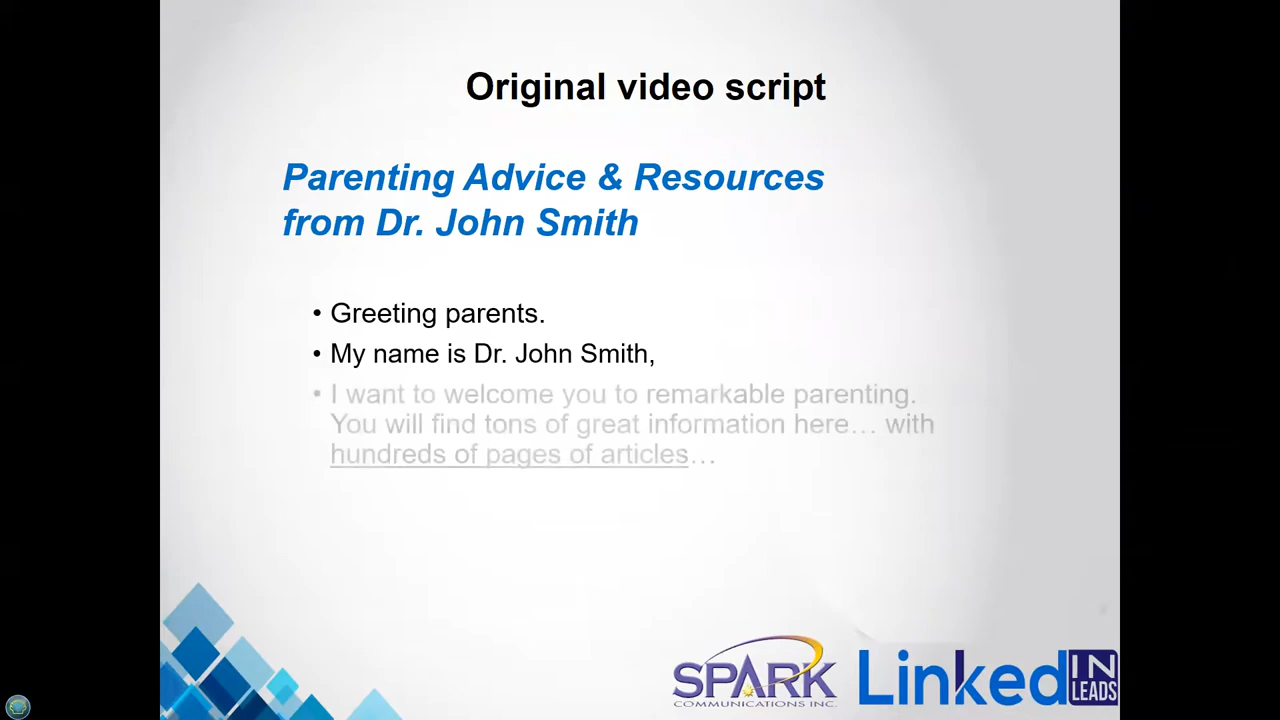 Original video script
Parenting Advice & Resources
from Dr. John Smith
• Greeting parents.
• My name is Dr. John Smith,
• I want to welcome you to remarkable parenting.
You will find tons of great information here… with
hundreds of pages of articles…
SPARK
COMMUNICATIONS INC.
Linked IN
LEADS